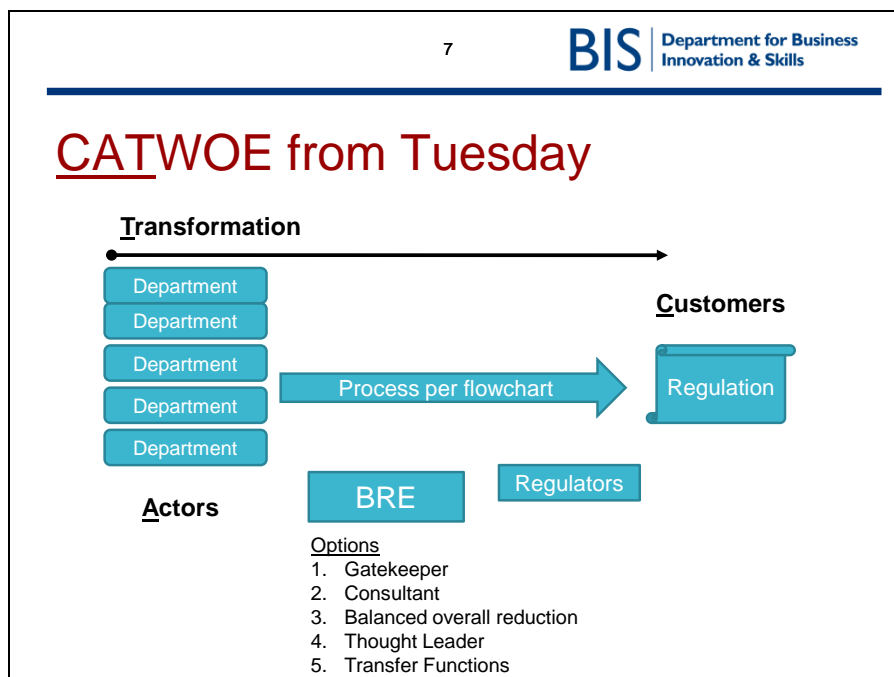 7
BIS
Department for Business
Innovation & Skills
CATWOE from Tuesday
Transformation
Department
Department
Department
Department
Department
Customers
Process per flowchart
Regulation
Actors
BRE
Regulators
Options
1. Gatekeeper
2. Consultant
3. Balanced overall reduction
4. Thought Leader
5. Transfer Functions